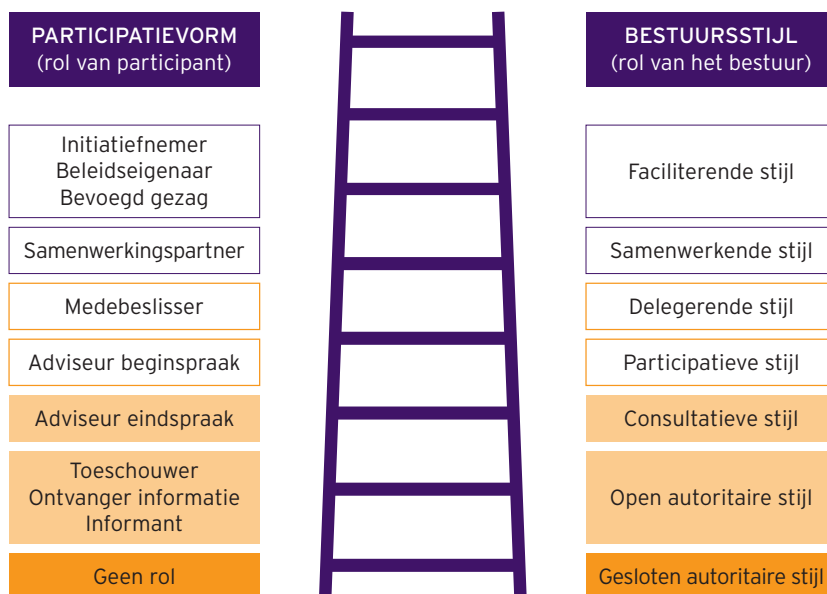 PARTICIPATIEVORM
(rol van participant)
Initiatiefnemer
Beleidseigenaar
Bevoegd gezag
Samenwerkingspartner
Medebeslisser
Adviseur beginspraak
Adviseur eindspraak
Toeschouwer
Ontvanger informatie
Informant
Geen rol
BESTUURSSTIJL
(rol van het bestuur)
Faciliterende stijl
Samenwerkende stijl
Delegerende stijl
Participatieve stijl
Consultatieve stijl
Open autoritaire stijl
Gesloten autoritaire stijl